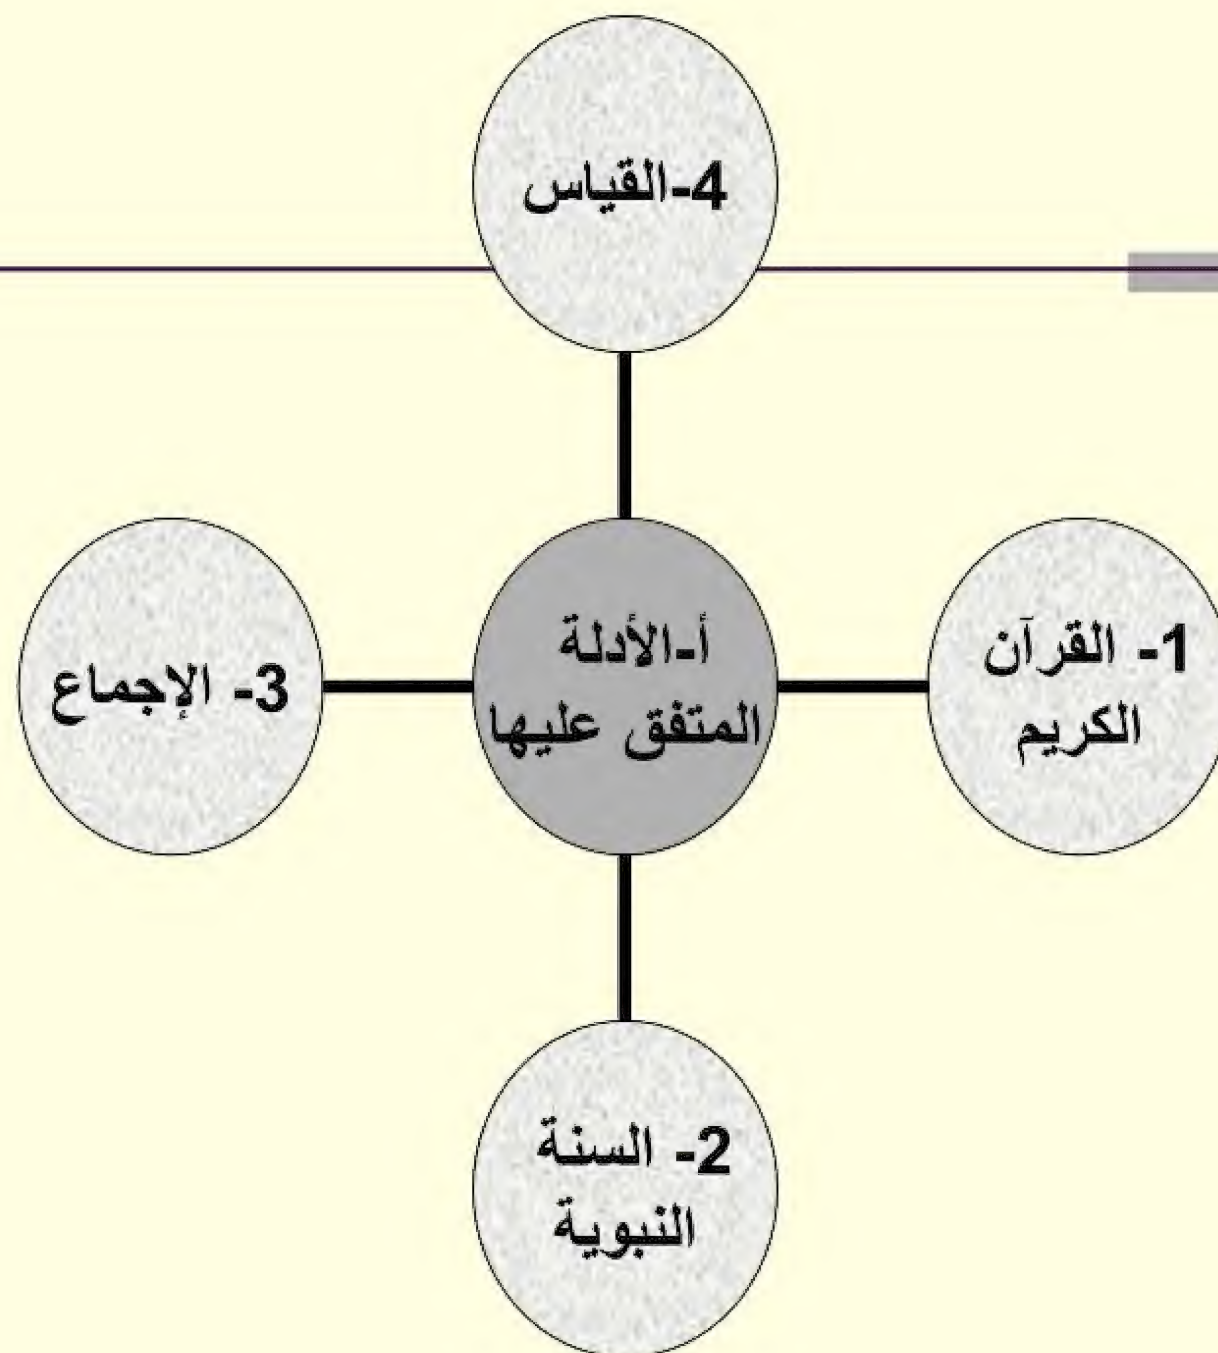 أ-الأدلة
المتفق عليها
1- القرآن
الكريم
2- السنة
النبوية
3- الإجماع
4-القياس